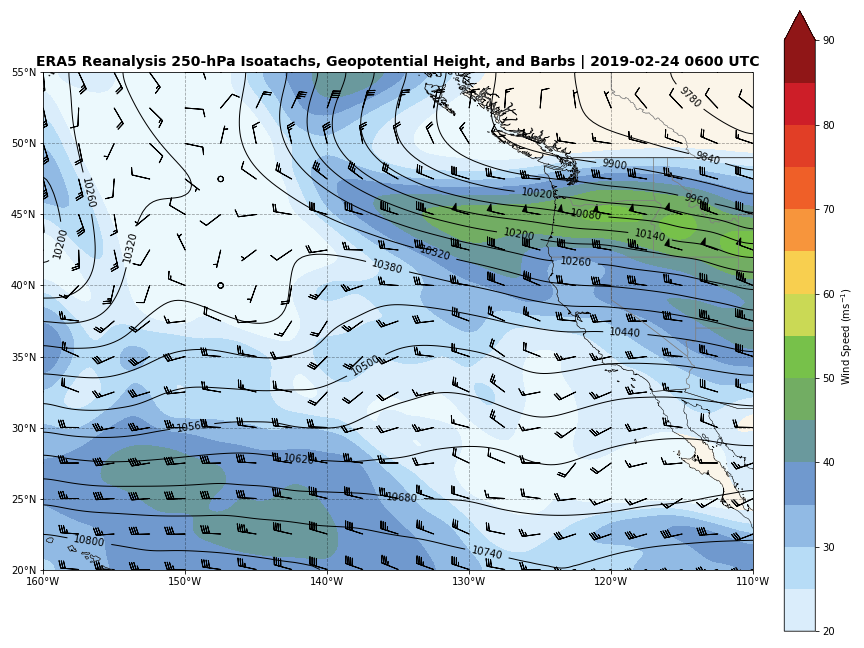 ERA5 Reanalysis 250-hPa Isoatachs, Geopotential Height, and Barbs | 2019-02-24 0600 UTC
55°N
50°N
45°N
40°N
35°N
30°N
25°N
20°N
160°W
150°W
140°W
130°W
120°W
110°W
9780
9840
9900
9960
10020
10080
10140
10200
10200
10260
10260
10320
10320
10380
10440
10500
10560
10620
10680
10740
10800
90
80
70
60
50
40
30
20
Wind Speed (ms⁻¹)